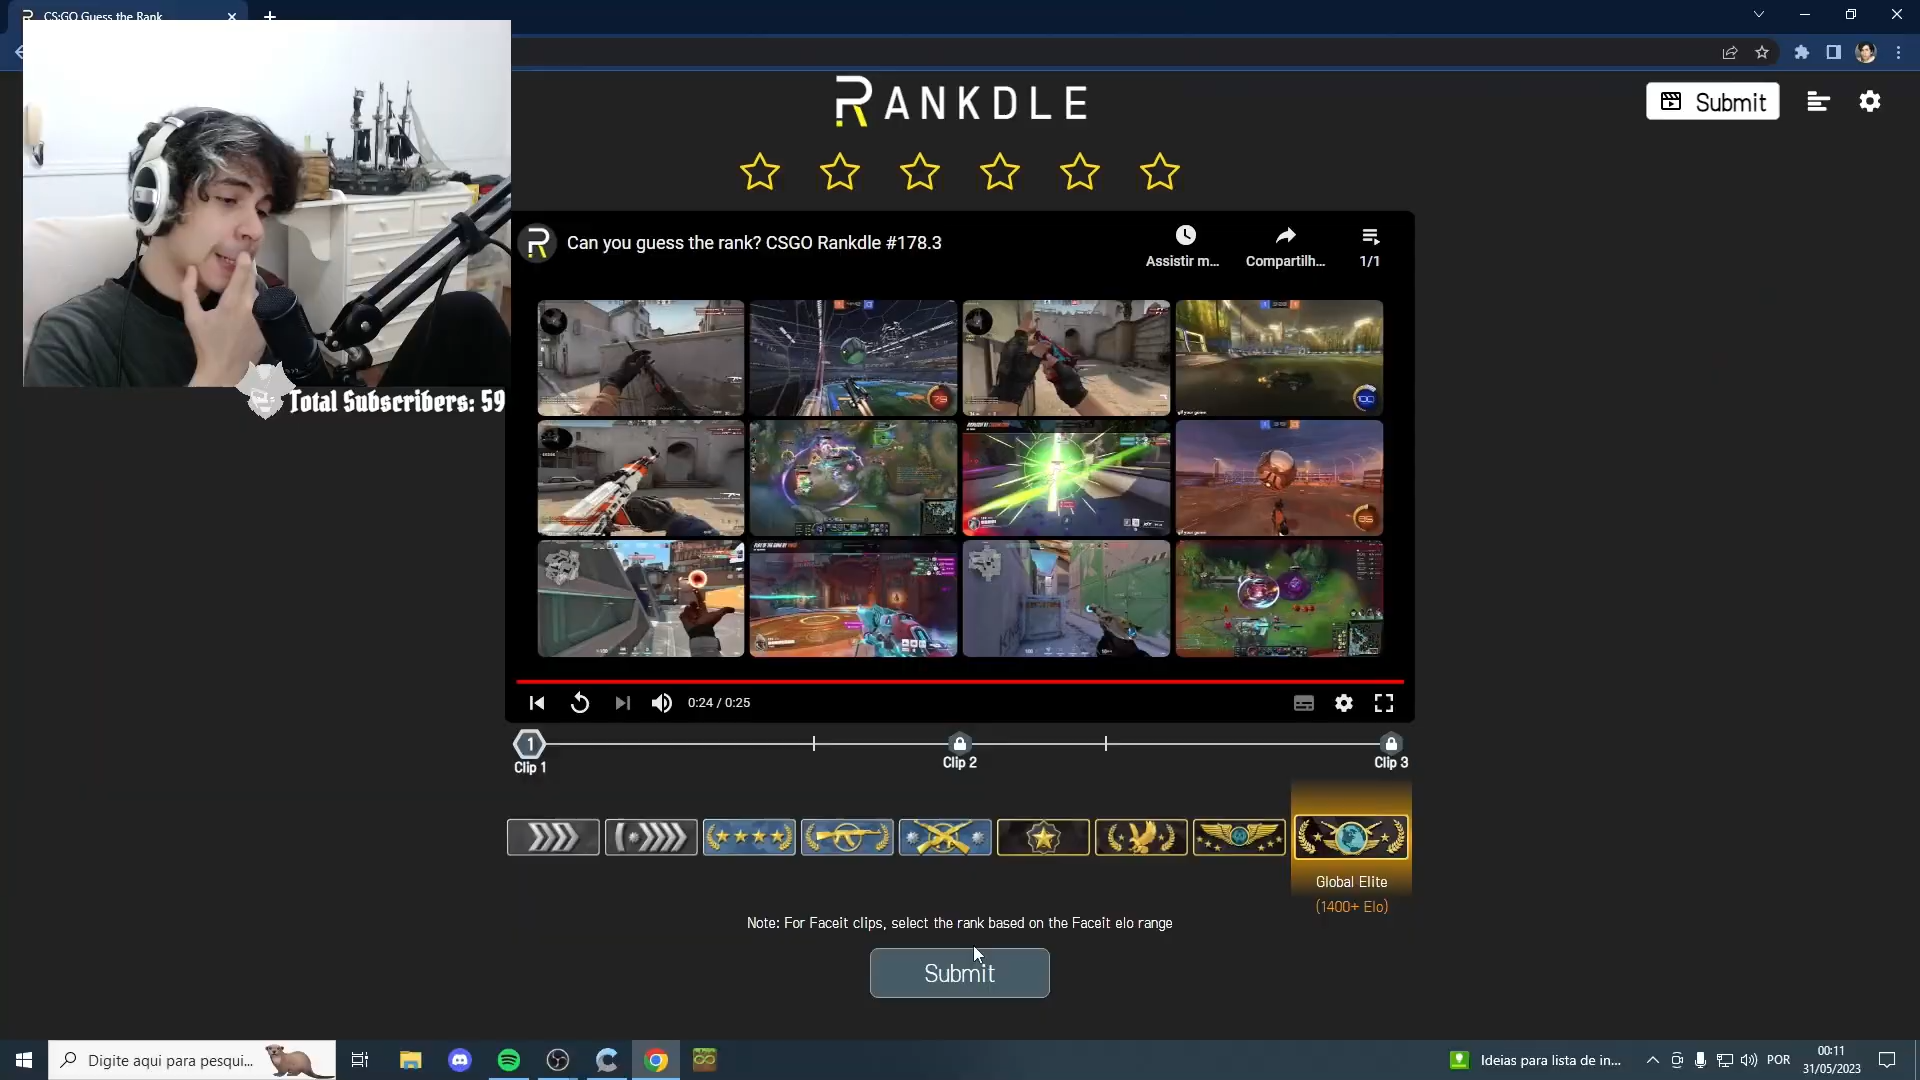 CS:GO Guess the Rank
RANKDLE
Submit
Can you guess the rank? CSGO Rankdle #178.3
Assistir m...
Compartilh...
1/1
Total Subscribers: 59
0:24 / 0:25
1
Clip 1
Clip 2
Clip 3
Global Elite
(1400+ Elo)
Note: For Faceit clips, select the rank based on the Faceit elo range
Submit
Digite aqui para pesqui...
Ideias para lista de in...
POR
00:11
31/05/2023